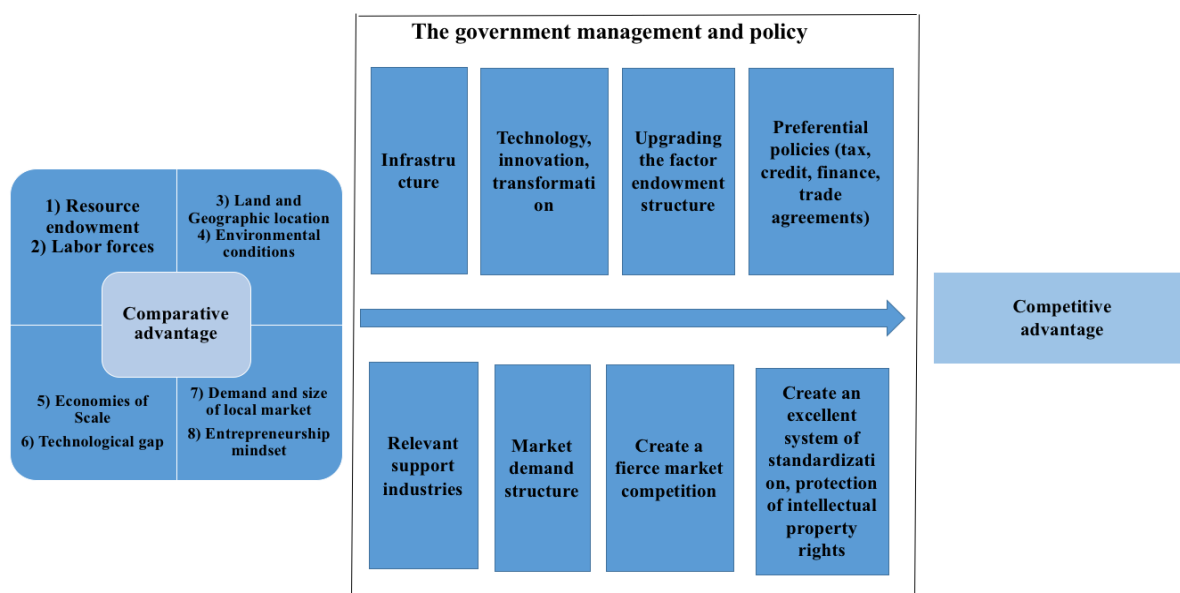 The government management and policy
1) Resource
endowment
2) Labor forces
3) Land and
Geographic location
4) Environmental
conditions
Comparative
advantage
5) Economies of
Scale
6) Technological gap
7) Demand and size
of local market
8) Entrepreneurship
mindset
Infrastru
cture
Technology,
innovation,
transformati
on
Upgrading
the factor
endowment
structure
Preferential
policies (tax,
credit, finance,
trade
agreements)
Relevant
support
industries
Market
demand
structure
Create a
fierce market
competition
Create an
excellent
system of
standardizati
on, protection
of intellectual
property
rights
Competitive
advantage